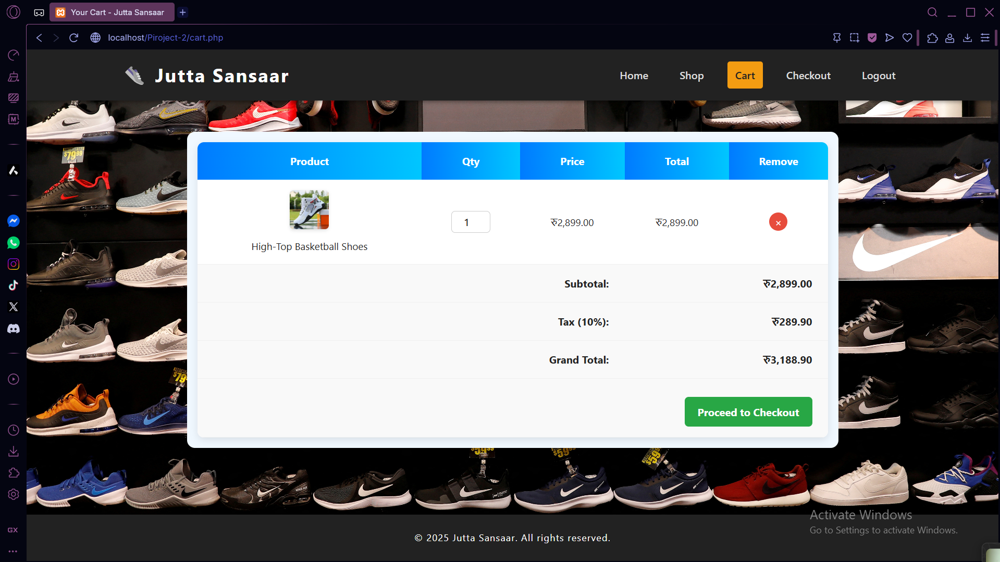 Your Cart - Jutta Sansaar
localhost/Piroject-2/cart.php
Jutta Sansaar
Home
Shop
Cart
Checkout
Logout
$79.99
Product
Qty
Price
Total
Remove
High-Top Basketball Shoes
1
रु2,899.00
रु2,899.00
×
Subtotal:
रु2,899.00
Tax (10%):
रु289.90
Grand Total:
रु3,188.90
Proceed to Checkout
© 2025 Jutta Sansaar. All rights reserved.
Activate Windows
Go to Settings to activate Windows.
GX